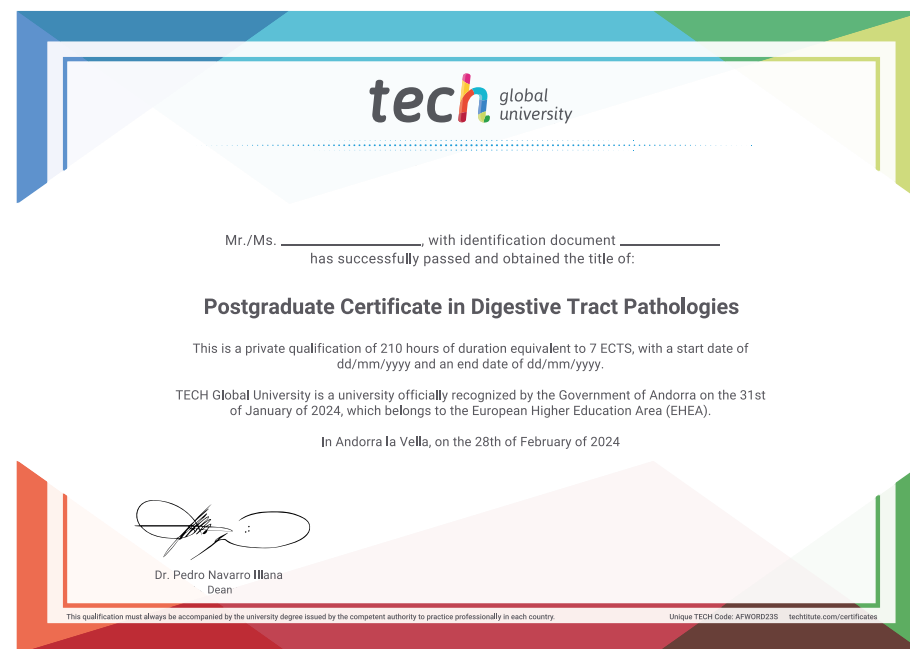 tech global university
Mr./Ms. ____________________, with identification document ______________
has successfully passed and obtained the title of:
Postgraduate Certificate in Digestive Tract Pathologies
This is a private qualification of 210 hours of duration equivalent to 7 ECTS, with a start date of
dd/mm/yyyy and an end date of dd/mm/yyyy.
TECH Global University is a university officially recognized by the Government of Andorra on the 31st
of January of 2024, which belongs to the European Higher Education Area (EHEA).
In Andorra la Vella, on the 28th of February of 2024
Dr. Pedro Navarro Illana
Dean
This qualification must always be accompanied by the university degree issued by the competent authority to practice professionally in each country.
Unique TECH Code: AFWORD23S techtitute.com/certificates